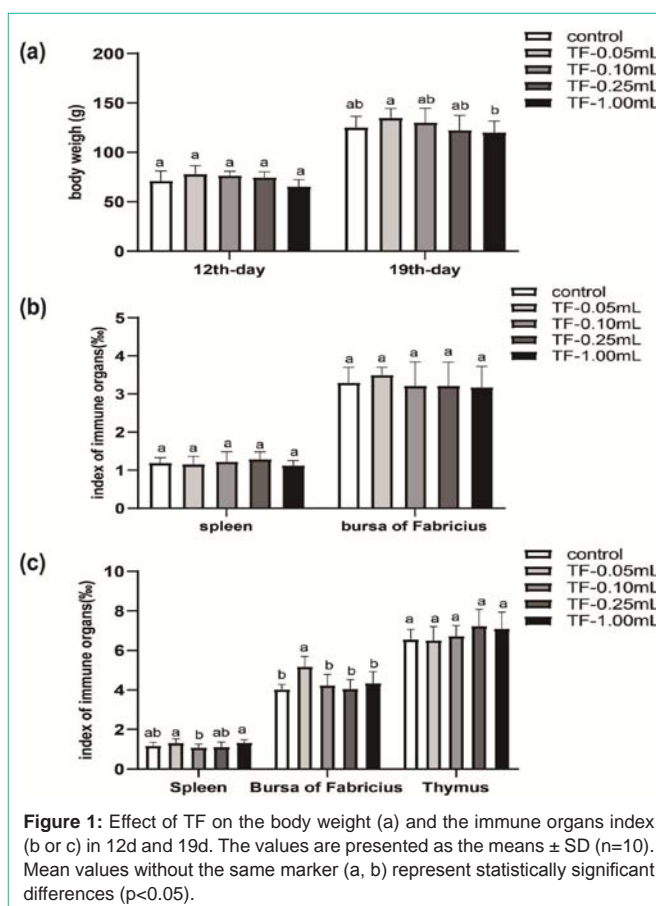 (a)
control
TF-0.05mL
TF-0.10mL
TF-0.25mL
TF-1.00mL
body weigh (g)
200
150
100
50
0
a a a a a
ab a ab ab b
12th-day 19th-day
(b)
control
TF-0.05mL
TF-0.10mL
TF-0.25mL
TF-1.00mL
index of immune organs(‰)
5
4
3
2
1
0
a a a a a
a a a a a
spleen bursa of Fabricius
(c)
control
TF-0.05mL
TF-0.10mL
TF-0.25mL
TF-1.00mL
index of immune organs(‰)
10
8
6
4
2
0
ab a b ab a
b a b b b
a a a a a
Spleen Bursa of Fabricius Thymus
Figure 1: Effect of TF on the body weight (a) and the immune organs index
(b or c) in 12d and 19d. The values are presented as the means ± SD (n=10).
Mean values without the same marker (a, b) represent statistically significant
differences (p<0.05).